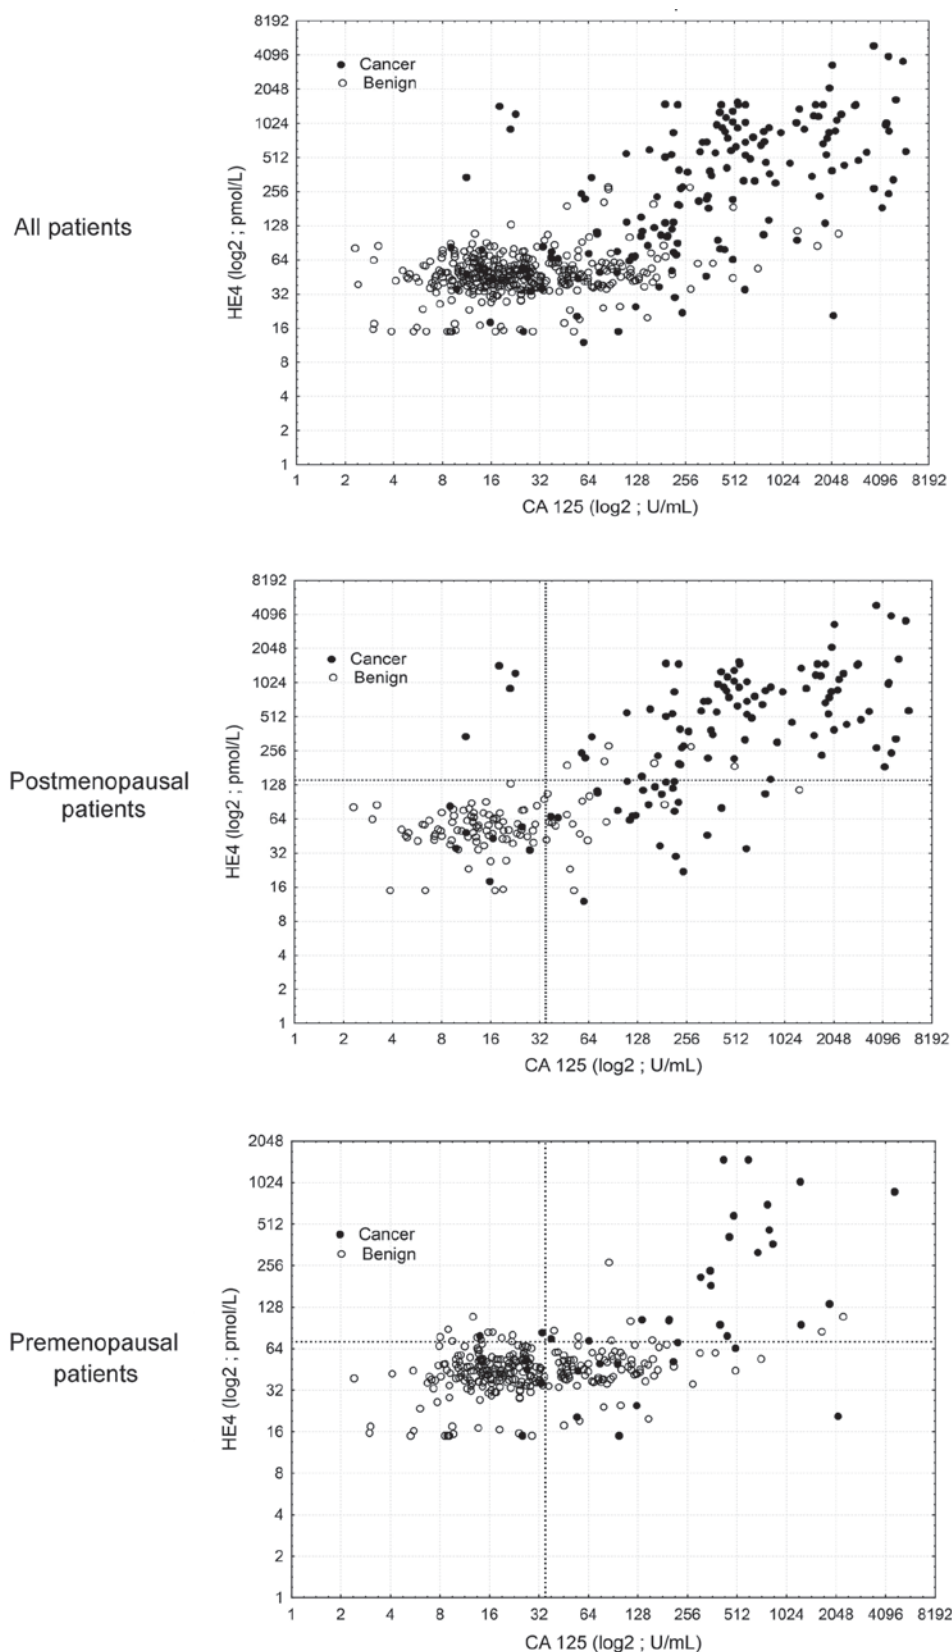 All patients
HE4 (log2 ; pmol/L)
8192
4096
2048
1024
512
256
128
64
32
16
8
4
2
1
Cancer
Benign
1 2 4 8 16 32 64 128 256 512 1024 2048 4096 8192
CA 125 (log2 ; U/mL)
Postmenopausal
patients
HE4 (log2 ; pmol/L)
8192
4096
2048
1024
512
256
128
64
32
16
8
4
2
1
Cancer
Benign
1 2 4 8 16 32 64 128 256 512 1024 2048 4096 8192
CA 125 (log2 ; U/mL)
Premenopausal
patients
HE4 (log2 ; pmol/L)
2048
1024
512
256
128
64
32
16
8
4
2
1
Cancer
Benign
1 2 4 8 16 32 64 128 256 512 1024 2048 4096 8192
CA 125 (log2 ; U/mL)